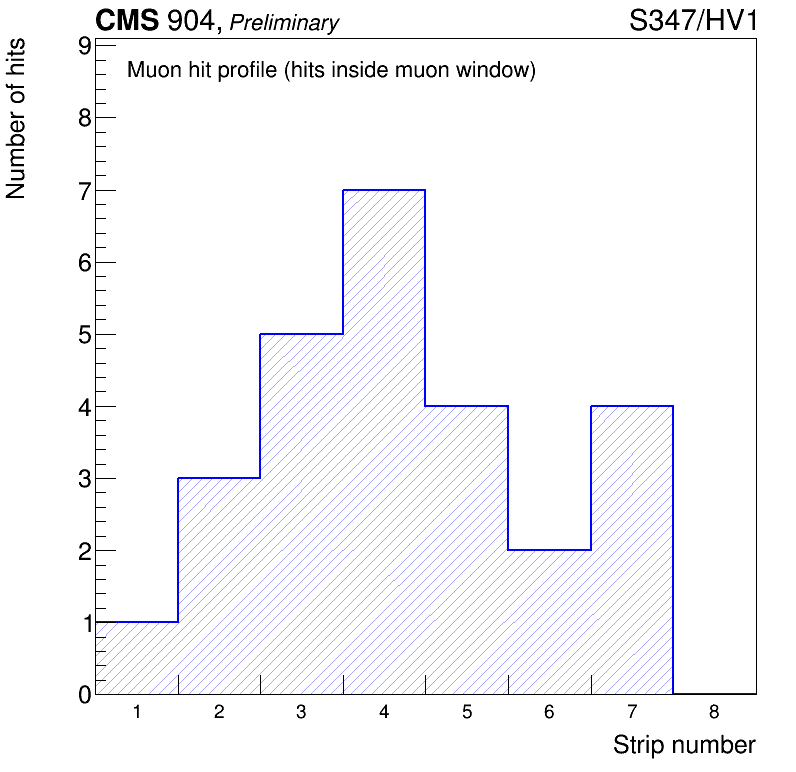 CMS 904, Preliminary S347/HV1
Muon hit profile (hits inside muon window)
Number of hits
9
8
7
6
5
4
3
2
1
0
1 2 3 4 5 6 7 8
Strip number